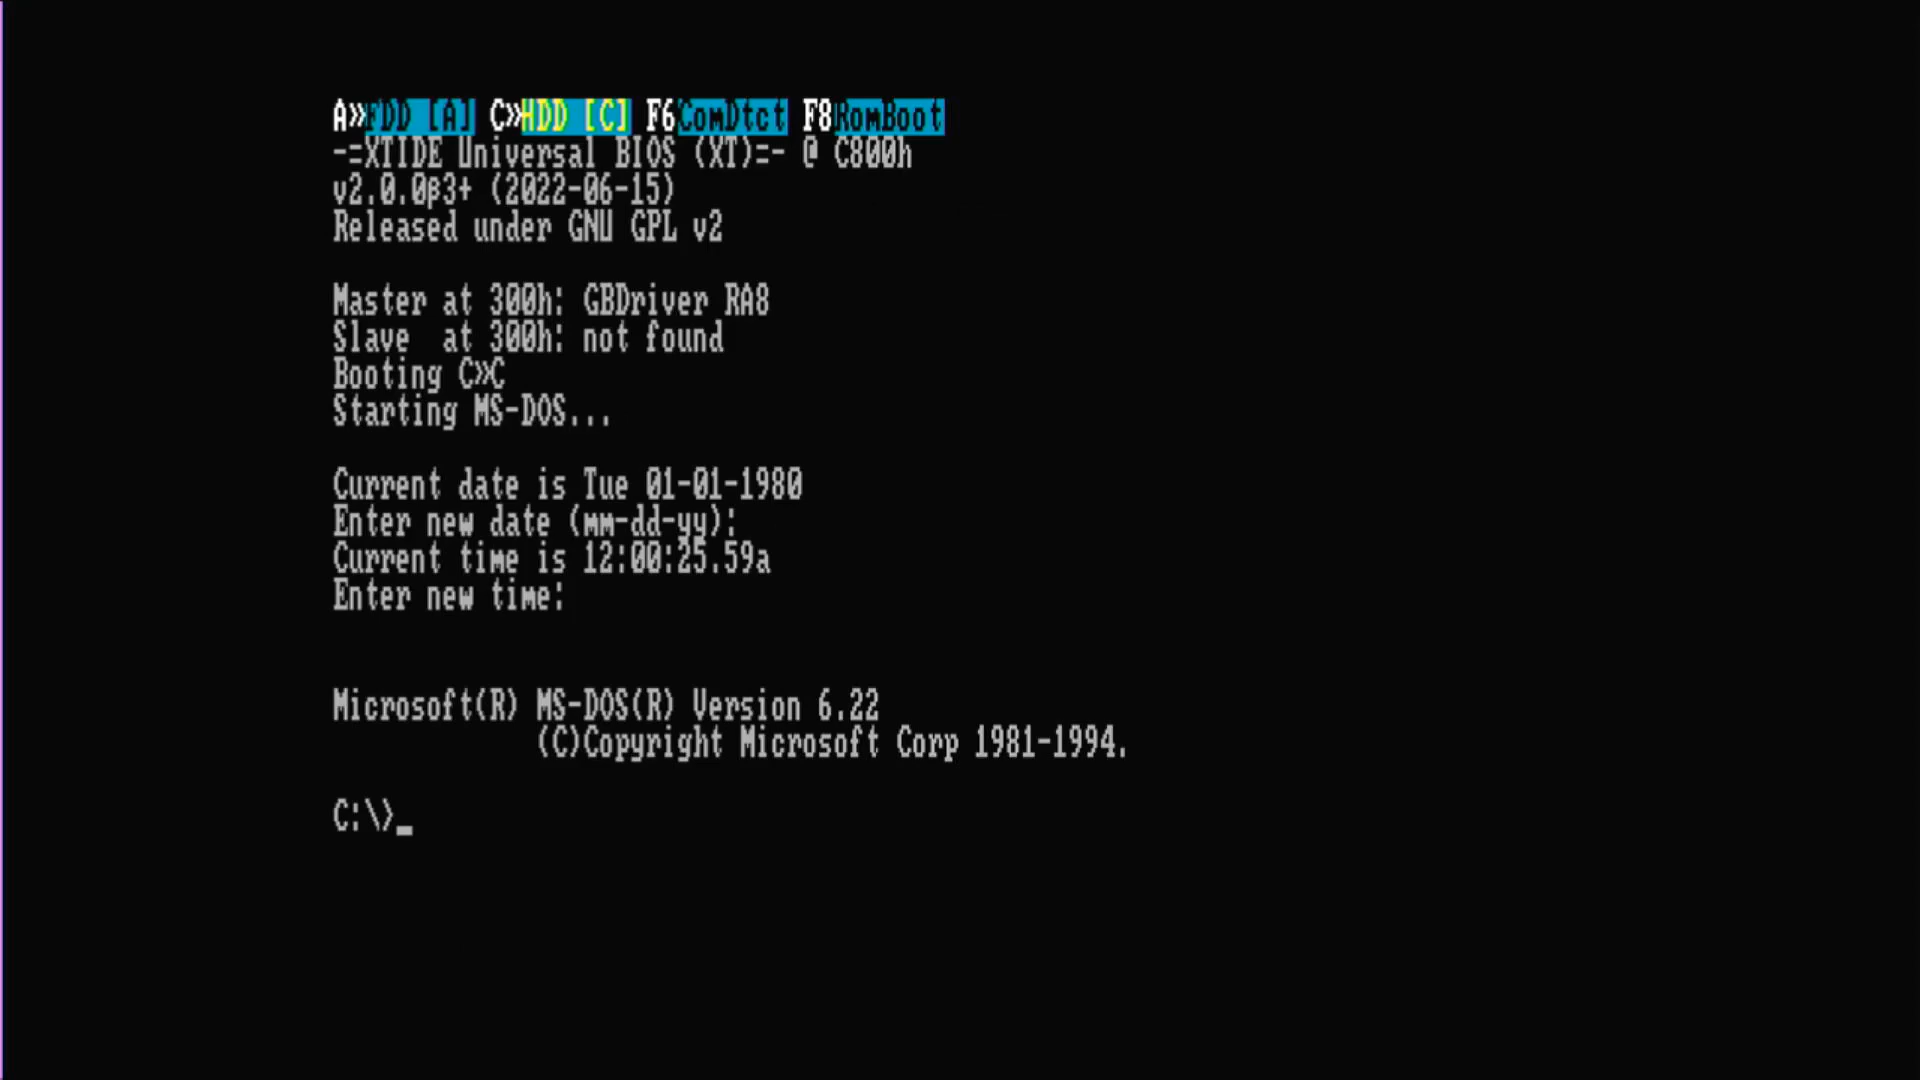 A»FDD [A] C»HDD [C] F6ComDtct F8RomBoot
-=XTIDE Universal BIOS (XT)=- @ C800h
v2.0.0β3+ (2022-06-15)
Released under GNU GPL v2
Master at 300h: GBDriver RA8
Slave  at 300h: not found
Booting C»C
Starting MS-DOS...
Current date is Tue 01-01-1980
Enter new date (mm-dd-yy):
Current time is 12:00:25.59a
Enter new time:
Microsoft(R) MS-DOS(R) Version 6.22
(C)Copyright Microsoft Corp 1981-1994.
C:\>_